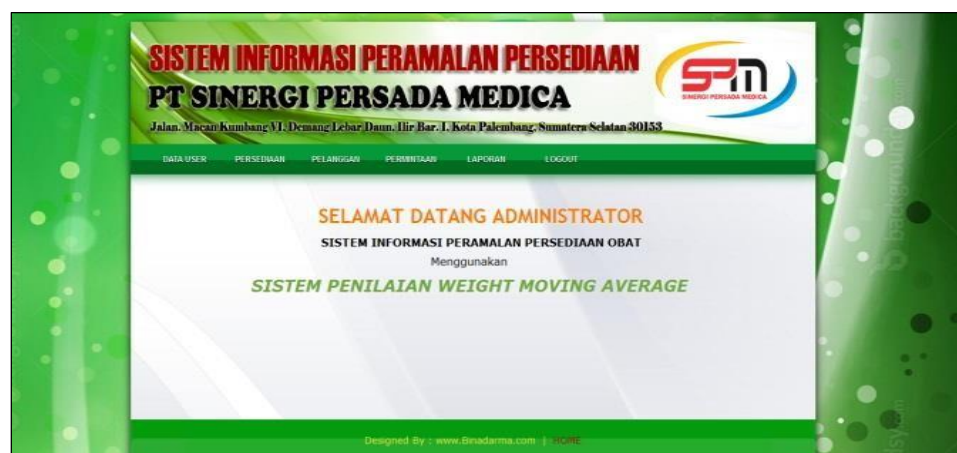 SISTEM INFORMASI PERAMALAN PERSEDIAAN
PT SINERGI PERSADA MEDICA
Jalan. Macan Kumbang VI. Demang Lebar Daun. Ilir Bar. I. Kota Palembang. Sumatera Selatan 30153
SPM
SINERGI PERSADA MEDICA
DATA USER PERSEDIAAN PELANGGAN PERMINTAAN LAPORAN LOGOUT
SELAMAT DATANG ADMINISTRATOR
SISTEM INFORMASI PERAMALAN PERSEDIAAN OBAT
Menggunakan
SISTEM PENILAIAN WEIGHT MOVING AVERAGE
Designed By : www.Binadarma.com | HOME
background